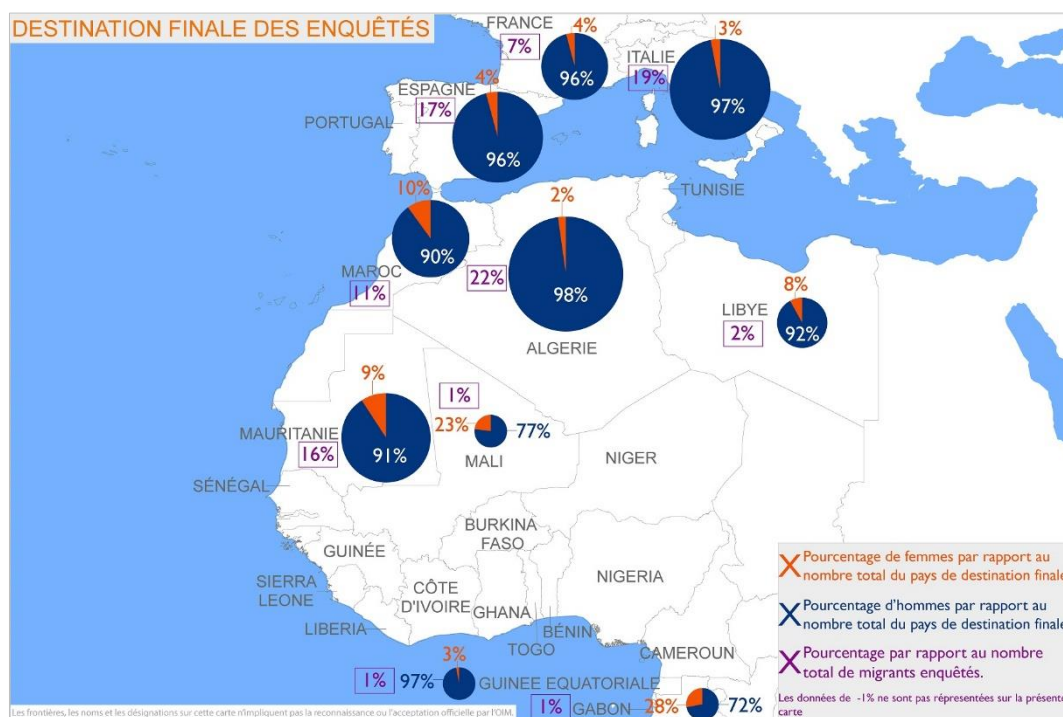 DESTINATION FINALE DES ENQUÊTÉS
FRANCE
7%
4%
96%
ITALIE
19%
3%
97%
ESPAGNE
17%
4%
96%
PORTUGAL
TUNISIE
10%
90%
MAROC
11%
2%
22%
98%
ALGERIE
8%
LIBYE
2%
92%
9%
MAURITANIE
16%
91%
1%
23%
77%
MALI
NIGER
SÉNÉGAL
BURKINA
FASO
GUINÉE
NIGERIA
SIERRA
LEONE
CÔTE
D'IVOIRE
GHANA
LIBERIA
TOGO
BÉNIN
CAMEROUN
3%
1%
97%
GUINEE EQUATORIALE
1%
GABON
28%
72%
X Pourcentage de femmes par rapport au
nombre total du pays de destination finale
X Pourcentage d'hommes par rapport au
nombre total du pays de destination finale
X Pourcentage par rapport au nombre
total de migrants enquêtés.
Les données de -1% ne sont pas réprésentées sur la présente
carte
Les frontières, les noms et les désignations sur cette carte n'impliquent pas la reconnaissance ou l'acceptation officielle par l'OIM.